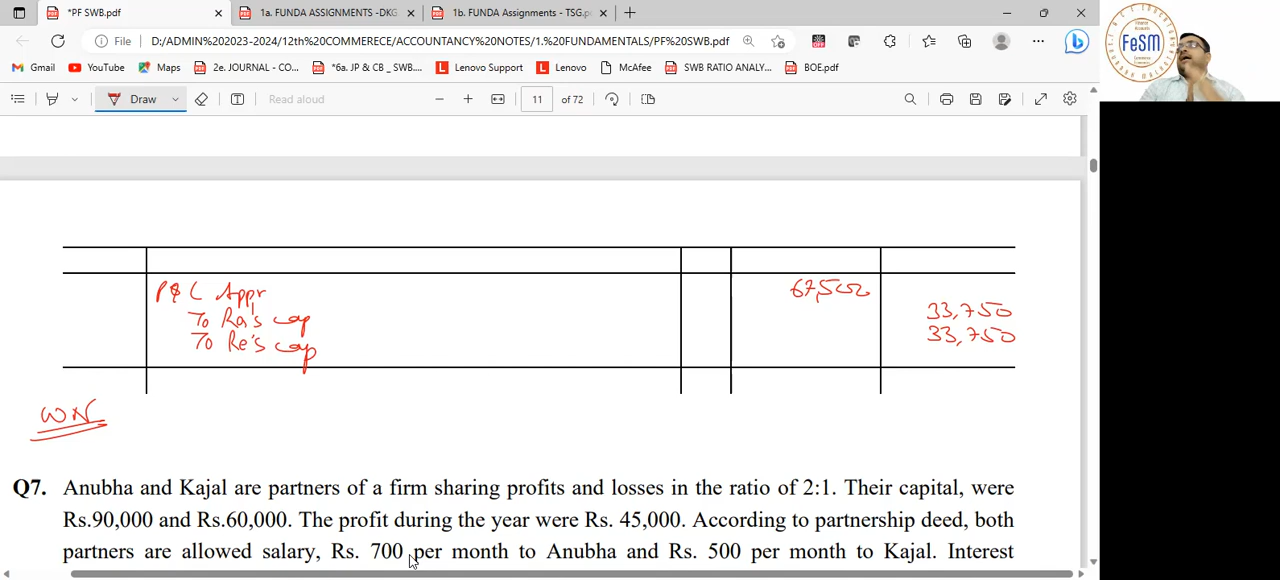 *PF SWB.pdf
1a. FUNDA ASSIGNMENTS -DKG
1b. FUNDA Assignments - TSG.p
File
D:/ADMIN%202023-2024/12th%20COMMERECE/ACCOUNTANCY%20NOTES/1.%20FUNDAMENTALS/PF%20SWB.pdf
OFF
Gmail
YouTube
Maps
2e. JOURNAL - CO...
*6a. JP & CB _ SWB....
Lenovo Support
Lenovo
McAfee
SWB RATIO ANALY...
BOE.pdf
Draw
Read aloud
11
of 72
FeSM
P&L Appr 67,500
To Ra's cap 33,750
To Re's cap 33,750
WN
Q7. Anubha and Kajal are partners of a firm sharing profits and losses in the ratio of 2:1. Their capital, were
Rs.90,000 and Rs.60,000. The profit during the year were Rs. 45,000. According to partnership deed, both
partners are allowed salary, Rs. 700 per month to Anubha and Rs. 500 per month to Kajal. Interest